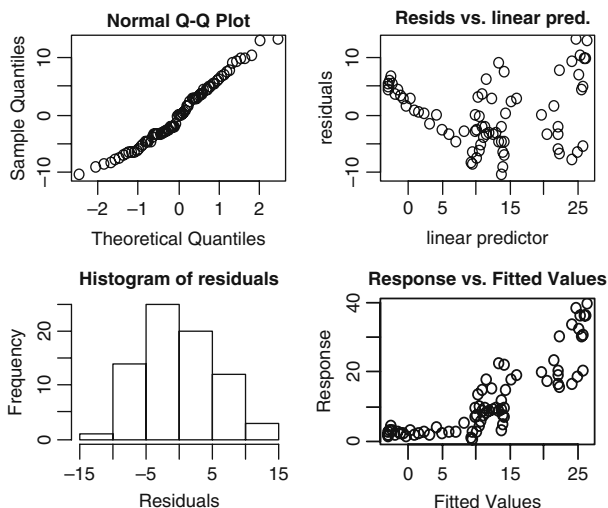 Normal Q-Q Plot
Sample Quantiles
10
0
−10
−2 −1 0 1 2
Theoretical Quantiles
Resids vs. linear pred.
residuals
10
0
−10
0 5 15 25
linear predictor
Histogram of residuals
Frequency
20
0
−15 −5 5 15
Residuals
Response vs. Fitted Values
Response
40
20
0
0 5 15 25
Fitted Values